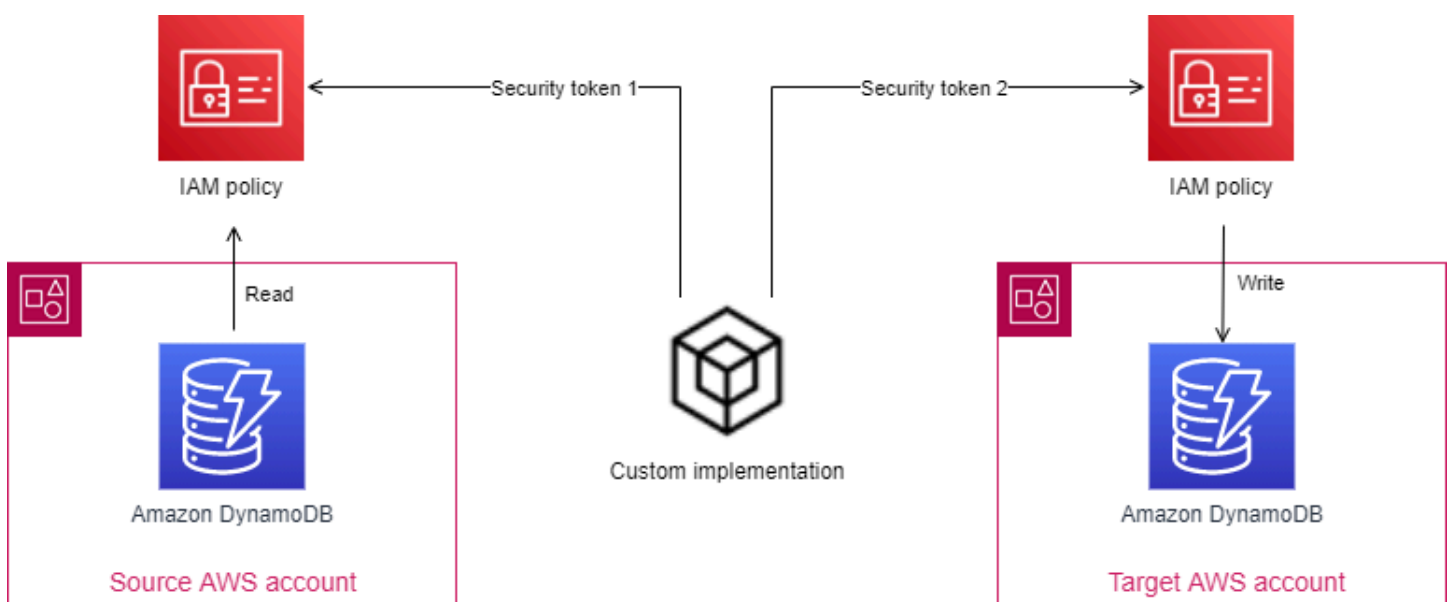 Security token 1
Security token 2
IAM policy
IAM policy
Read
Write
Custom implementation
Amazon DynamoDB
Amazon DynamoDB
Source AWS account
Target AWS account